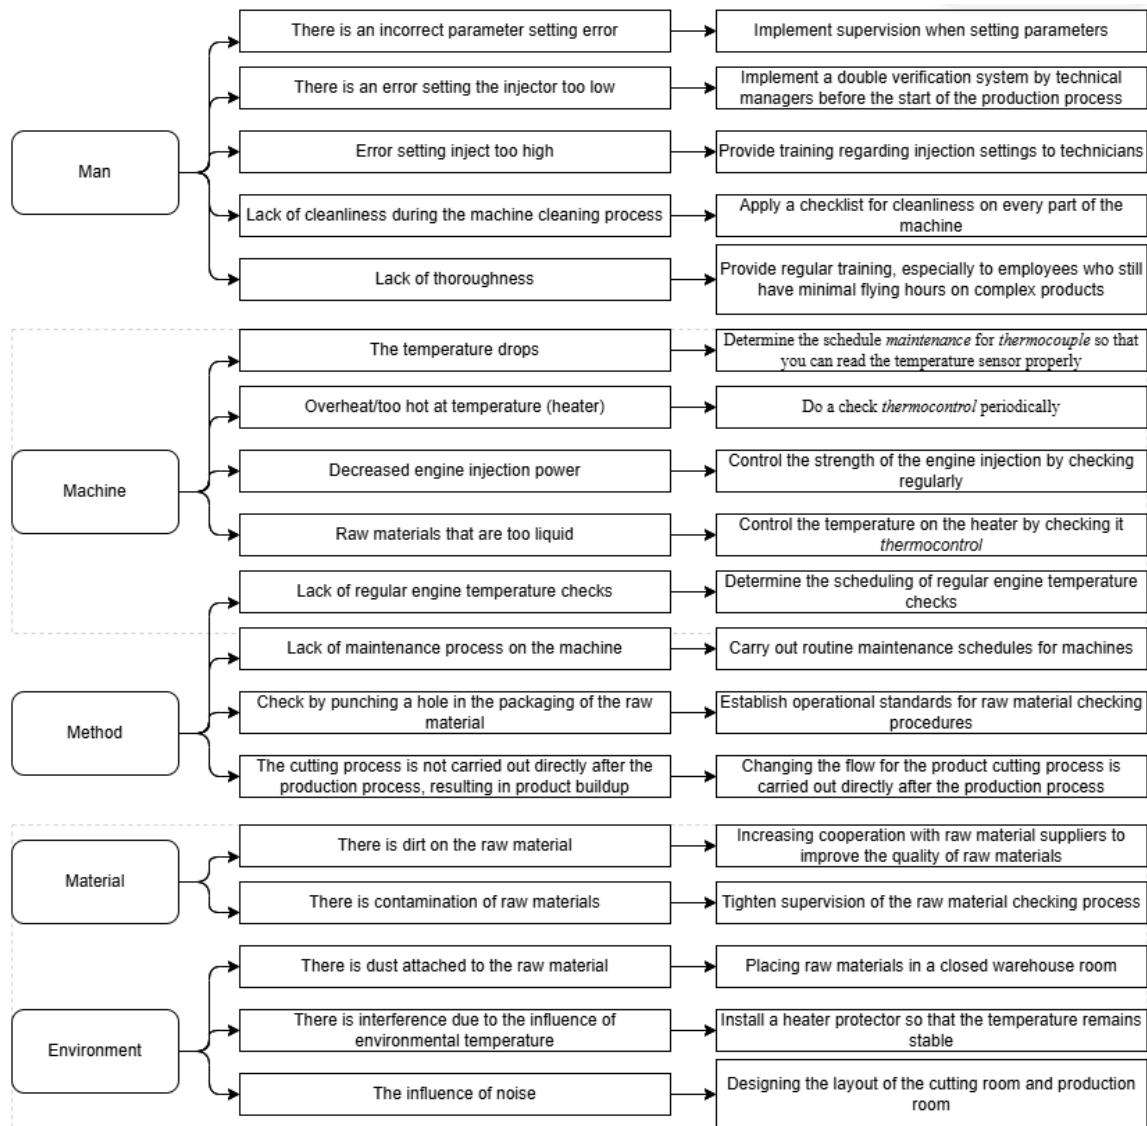 There is an incorrect parameter setting error
Implement supervision when setting parameters
There is an error setting the injector too low
Implement a double verification system by technical
managers before the start of the production process
Man
Error setting inject too high
Provide training regarding injection settings to technicians
Lack of cleanliness during the machine cleaning process
Apply a checklist for cleanliness on every part of the
machine
Lack of thoroughness
Provide regular training, especially to employees who still
have minimal flying hours on complex products
The temperature drops
Determine the schedule maintenance for thermocouple so that
you can read the temperature sensor properly
Overheat/too hot at temperature (heater)
Do a check thermocontrol periodically
Machine
Decreased engine injection power
Control the strength of the engine injection by checking
regularly
Raw materials that are too liquid
Control the temperature on the heater by checking it
thermocontrol
Lack of regular engine temperature checks
Determine the scheduling of regular engine temperature
checks
Lack of maintenance process on the machine
Carry out routine maintenance schedules for machines
Method
Check by punching a hole in the packaging of the raw
material
Establish operational standards for raw material checking
procedures
The cutting process is not carried out directly after the
production process, resulting in product buildup
Changing the flow for the product cutting process is
carried out directly after the production process
Material
There is dirt on the raw material
Increasing cooperation with raw material suppliers to
improve the quality of raw materials
There is contamination of raw materials
Tighten supervision of the raw material checking process
There is dust attached to the raw material
Placing raw materials in a closed warehouse room
Environment
There is interference due to the influence of
environmental temperature
Install a heater protector so that the temperature remains
stable
The influence of noise
Designing the layout of the cutting room and production
room